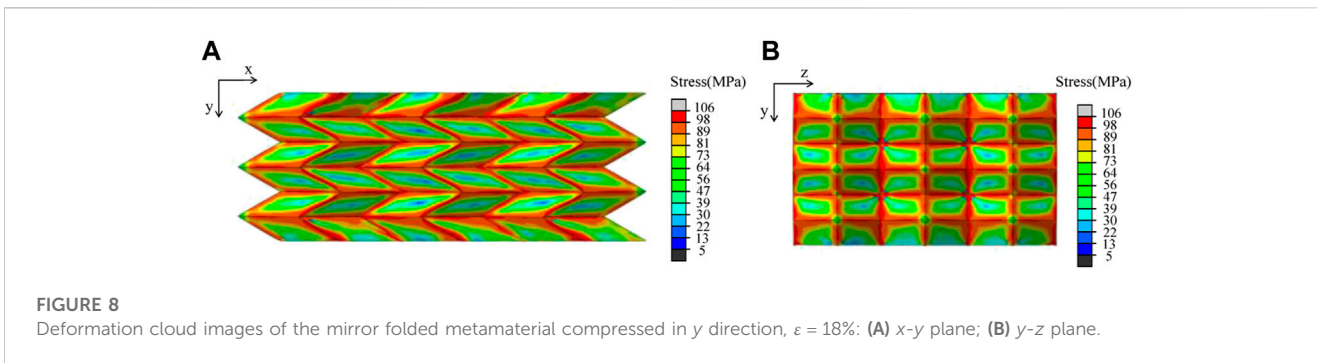 A
x
y
Stress(MPa)
106
98
89
81
73
64
56
47
39
30
22
13
5
B
z
y
Stress(MPa)
106
98
89
81
73
64
56
47
39
30
22
13
5
FIGURE 8
Deformation cloud images of the mirror folded metamaterial compressed in y direction, ε = 18%: (A) x-y plane; (B) y-z plane.